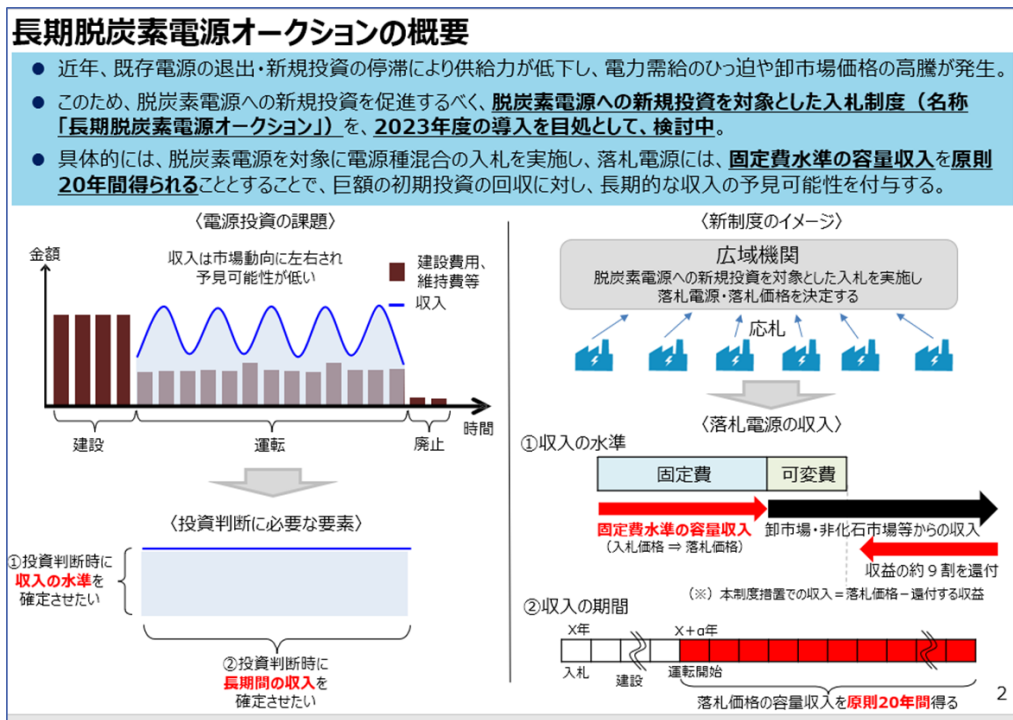 長期脱炭素電源オークションの概要
● 近年、既存電源の退出・新規投資の停滞により供給力が低下し、電力需給のひっ迫や卸市場価格の高騰が発生。
● このため、脱炭素電源への新規投資を促進するべく、脱炭素電源への新規投資を対象とした入札制度（名称
「長期脱炭素電源オークション」）を、2023年度の導入を目処として、検討中。
● 具体的には、脱炭素電源を対象に電源種混合の入札を実施し、落札電源には、固定費水準の容量収入を原則
20年間得られることとすることで、巨額の初期投資の回収に対し、長期的な収入の予見可能性を付与する。
〈電源投資の課題〉
金額
収入は市場動向に左右され
予見可能性が低い
建設費用、
維持費等
収入
時間
建設
運転
廃止
〈投資判断に必要な要素〉
①投資判断時に
収入の水準を
確定させたい
②投資判断時に
長期間の収入を
確定させたい
〈新制度のイメージ〉
広域機関
脱炭素電源への新規投資を対象とした入札を実施し
落札電源・落札価格を決定する
応札
〈落札電源の収入〉
①収入の水準
固定費
可変費
固定費水準の容量収入
（入札価格 ⇒ 落札価格）
卸市場・非化石市場等からの収入
収益の約９割を還付
（※）本制度措置での収入＝落札価格－還付する収益
②収入の期間
X年
X＋α年
入札
建設
運転開始
落札価格の容量収入を原則20年間得る
2